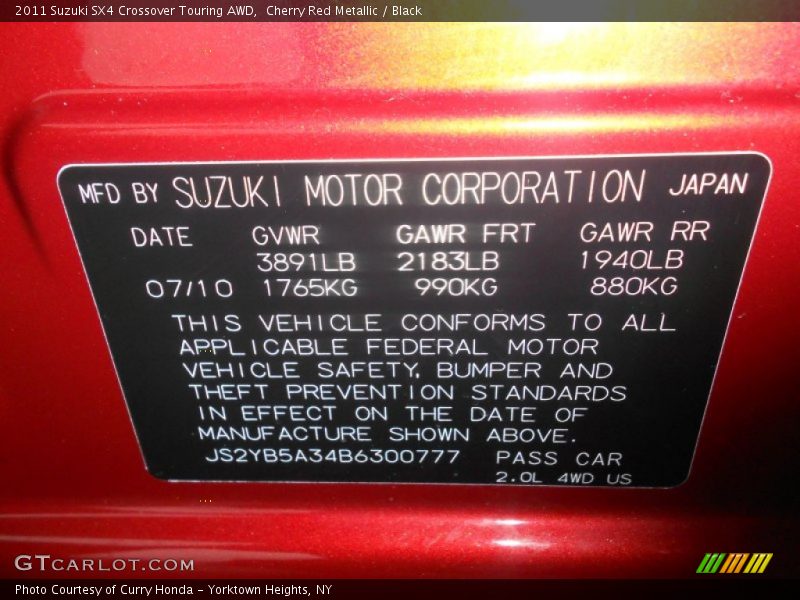 2011 Suzuki SX4 Crossover Touring AWD,  Cherry Red Metallic / Black
MFD BY SUZUKI MOTOR CORPORATION JAPAN
DATE GVWR GAWR FRT GAWR RR
3891LB 2183LB 1940LB
07/10 1765KG 990KG 880KG
THIS VEHICLE CONFORMS TO ALL
APPLICABLE FEDERAL MOTOR
VEHICLE SAFETY, BUMPER AND
THEFT PREVENTION STANDARDS
IN EFFECT ON THE DATE OF
MANUFACTURE SHOWN ABOVE.
JS2YB5A34B6300777 PASS CAR
2.0L 4WD US
GTCARLOT.COM
Photo Courtesy of Curry Honda - Yorktown Heights, NY